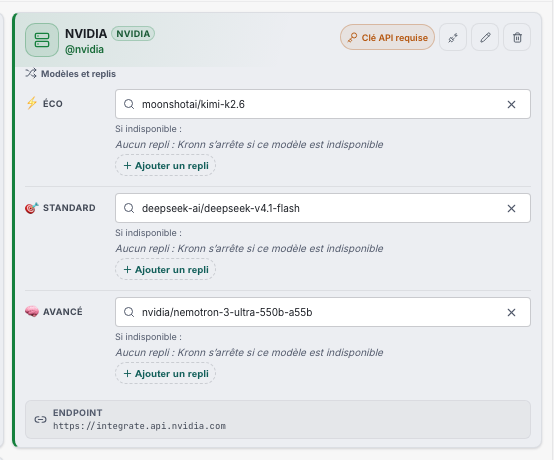 NVIDIA NVIDIA
@nvidia
Clé API requise
Modèles et replis
ÉCO
moonshotai/kimi-k2.6
Si indisponible :
Aucun repli : Kronn s'arrête si ce modèle est indisponible
+ Ajouter un repli
STANDARD
deepseek-ai/deepseek-v4.1-flash
Si indisponible :
Aucun repli : Kronn s'arrête si ce modèle est indisponible
+ Ajouter un repli
AVANCÉ
nvidia/nemotron-3-ultra-550b-a55b
Si indisponible :
Aucun repli : Kronn s'arrête si ce modèle est indisponible
+ Ajouter un repli
ENDPOINT
https://integrate.api.nvidia.com